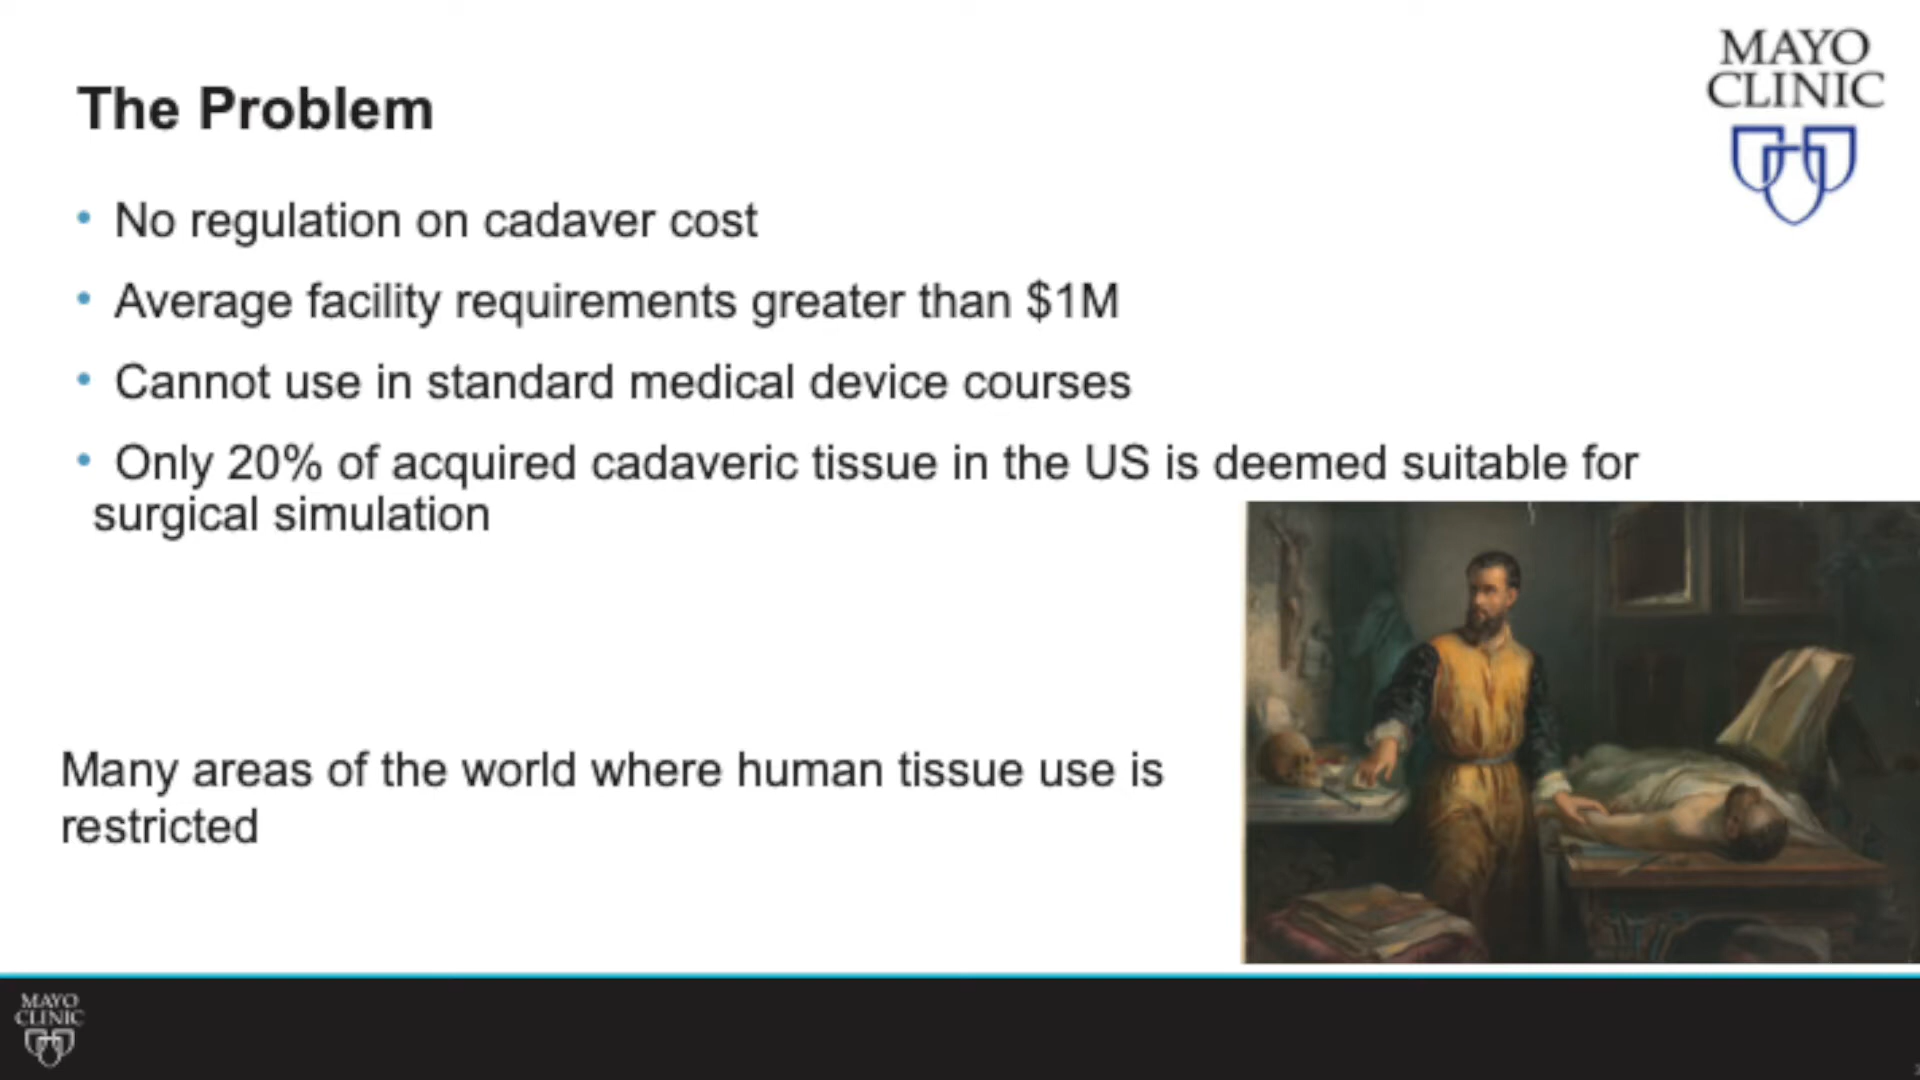 MAYO
CLINIC
The Problem
• No regulation on cadaver cost
• Average facility requirements greater than $1M
• Cannot use in standard medical device courses
• Only 20% of acquired cadaveric tissue in the US is deemed suitable for
surgical simulation
Many areas of the world where human tissue use is
restricted
MAYO
CLINIC